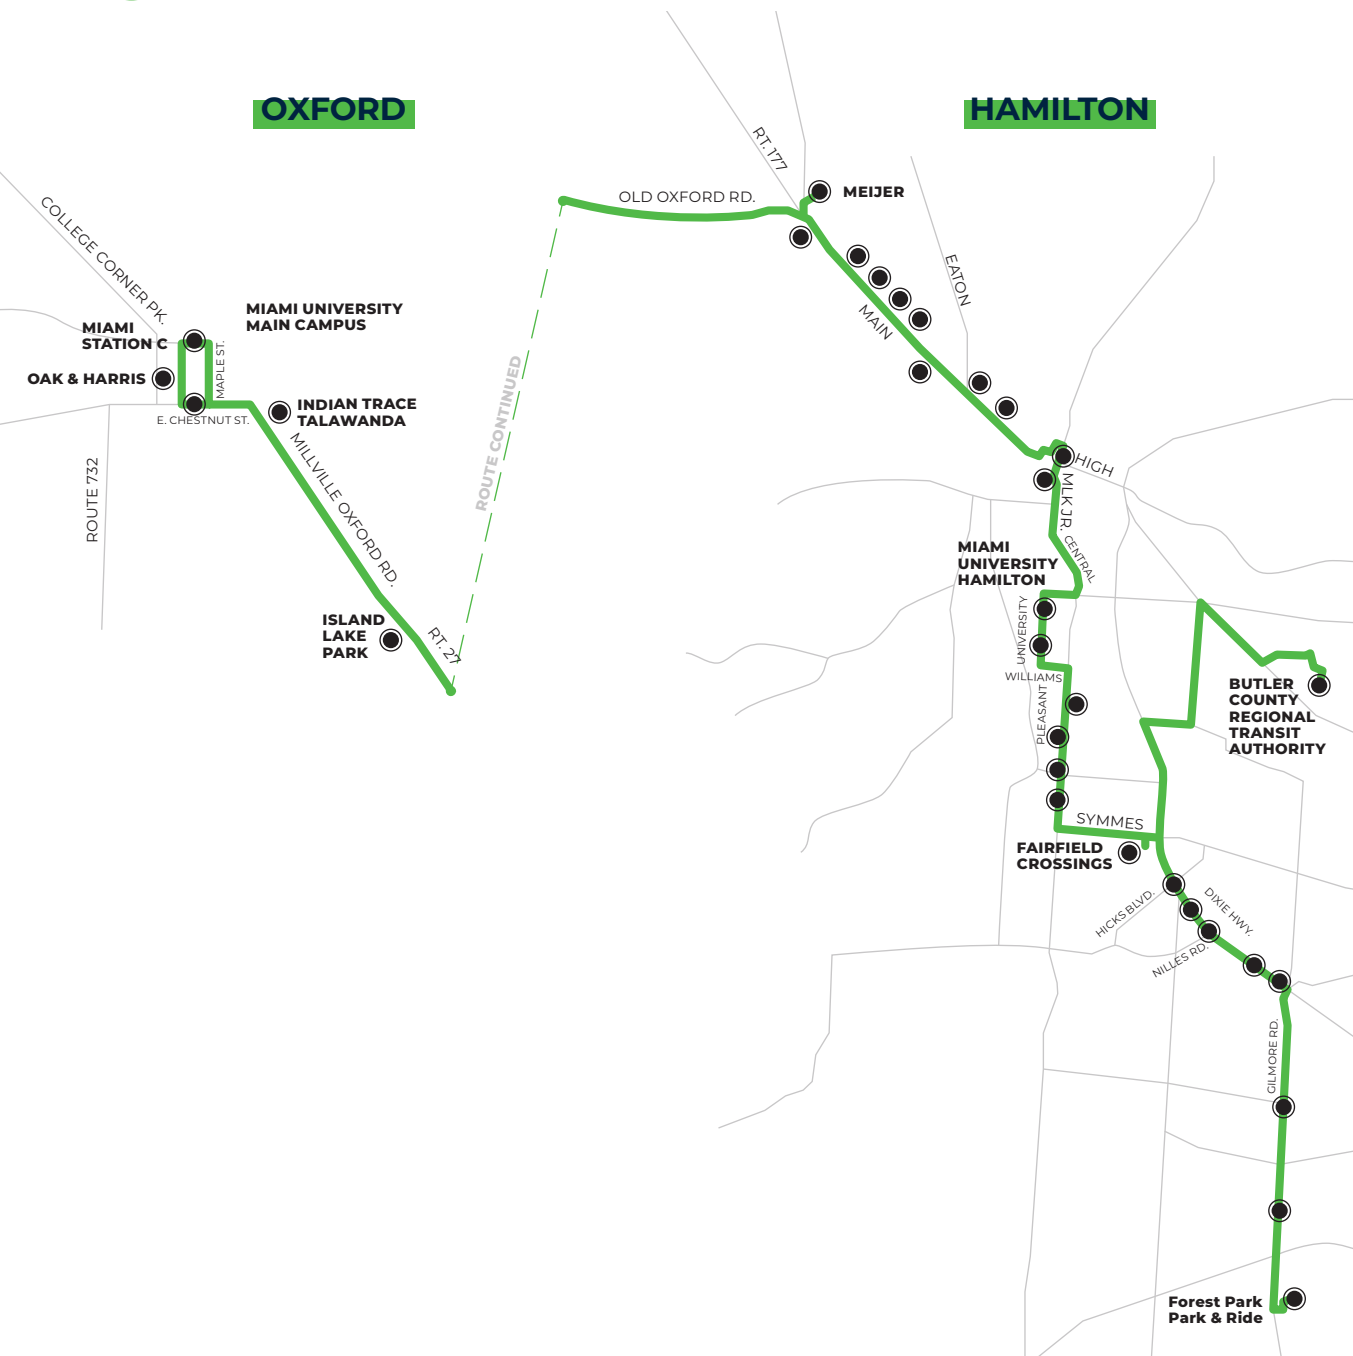 OXFORD
HAMILTON
RT. 177
OLD OXFORD RD.
MEIJER
COLLEGE CORNER PK.
EATON
MAIN
MIAMI UNIVERSITY
MAIN CAMPUS
MIAMI
STATION C
MAPLE ST.
OAK & HARRIS
INDIAN TRACE
TALAWANDA
E. CHESTNUT ST.
ROUTE CONTINUED
ROUTE 732
MILLVILLE OXFORD RD.
HIGH
MLK JR.
CENTRAL
MIAMI
UNIVERSITY
HAMILTON
UNIVERSITY
ISLAND
LAKE
PARK
RT. 27
WILLIAMS
PLEASANT
BUTLER
COUNTY
REGIONAL
TRANSIT
AUTHORITY
SYMMES
FAIRFIELD
CROSSINGS
HICKS BLVD.
DIXIE HWY.
NILLES RD.
GILMORE RD.
Forest Park
Park & Ride